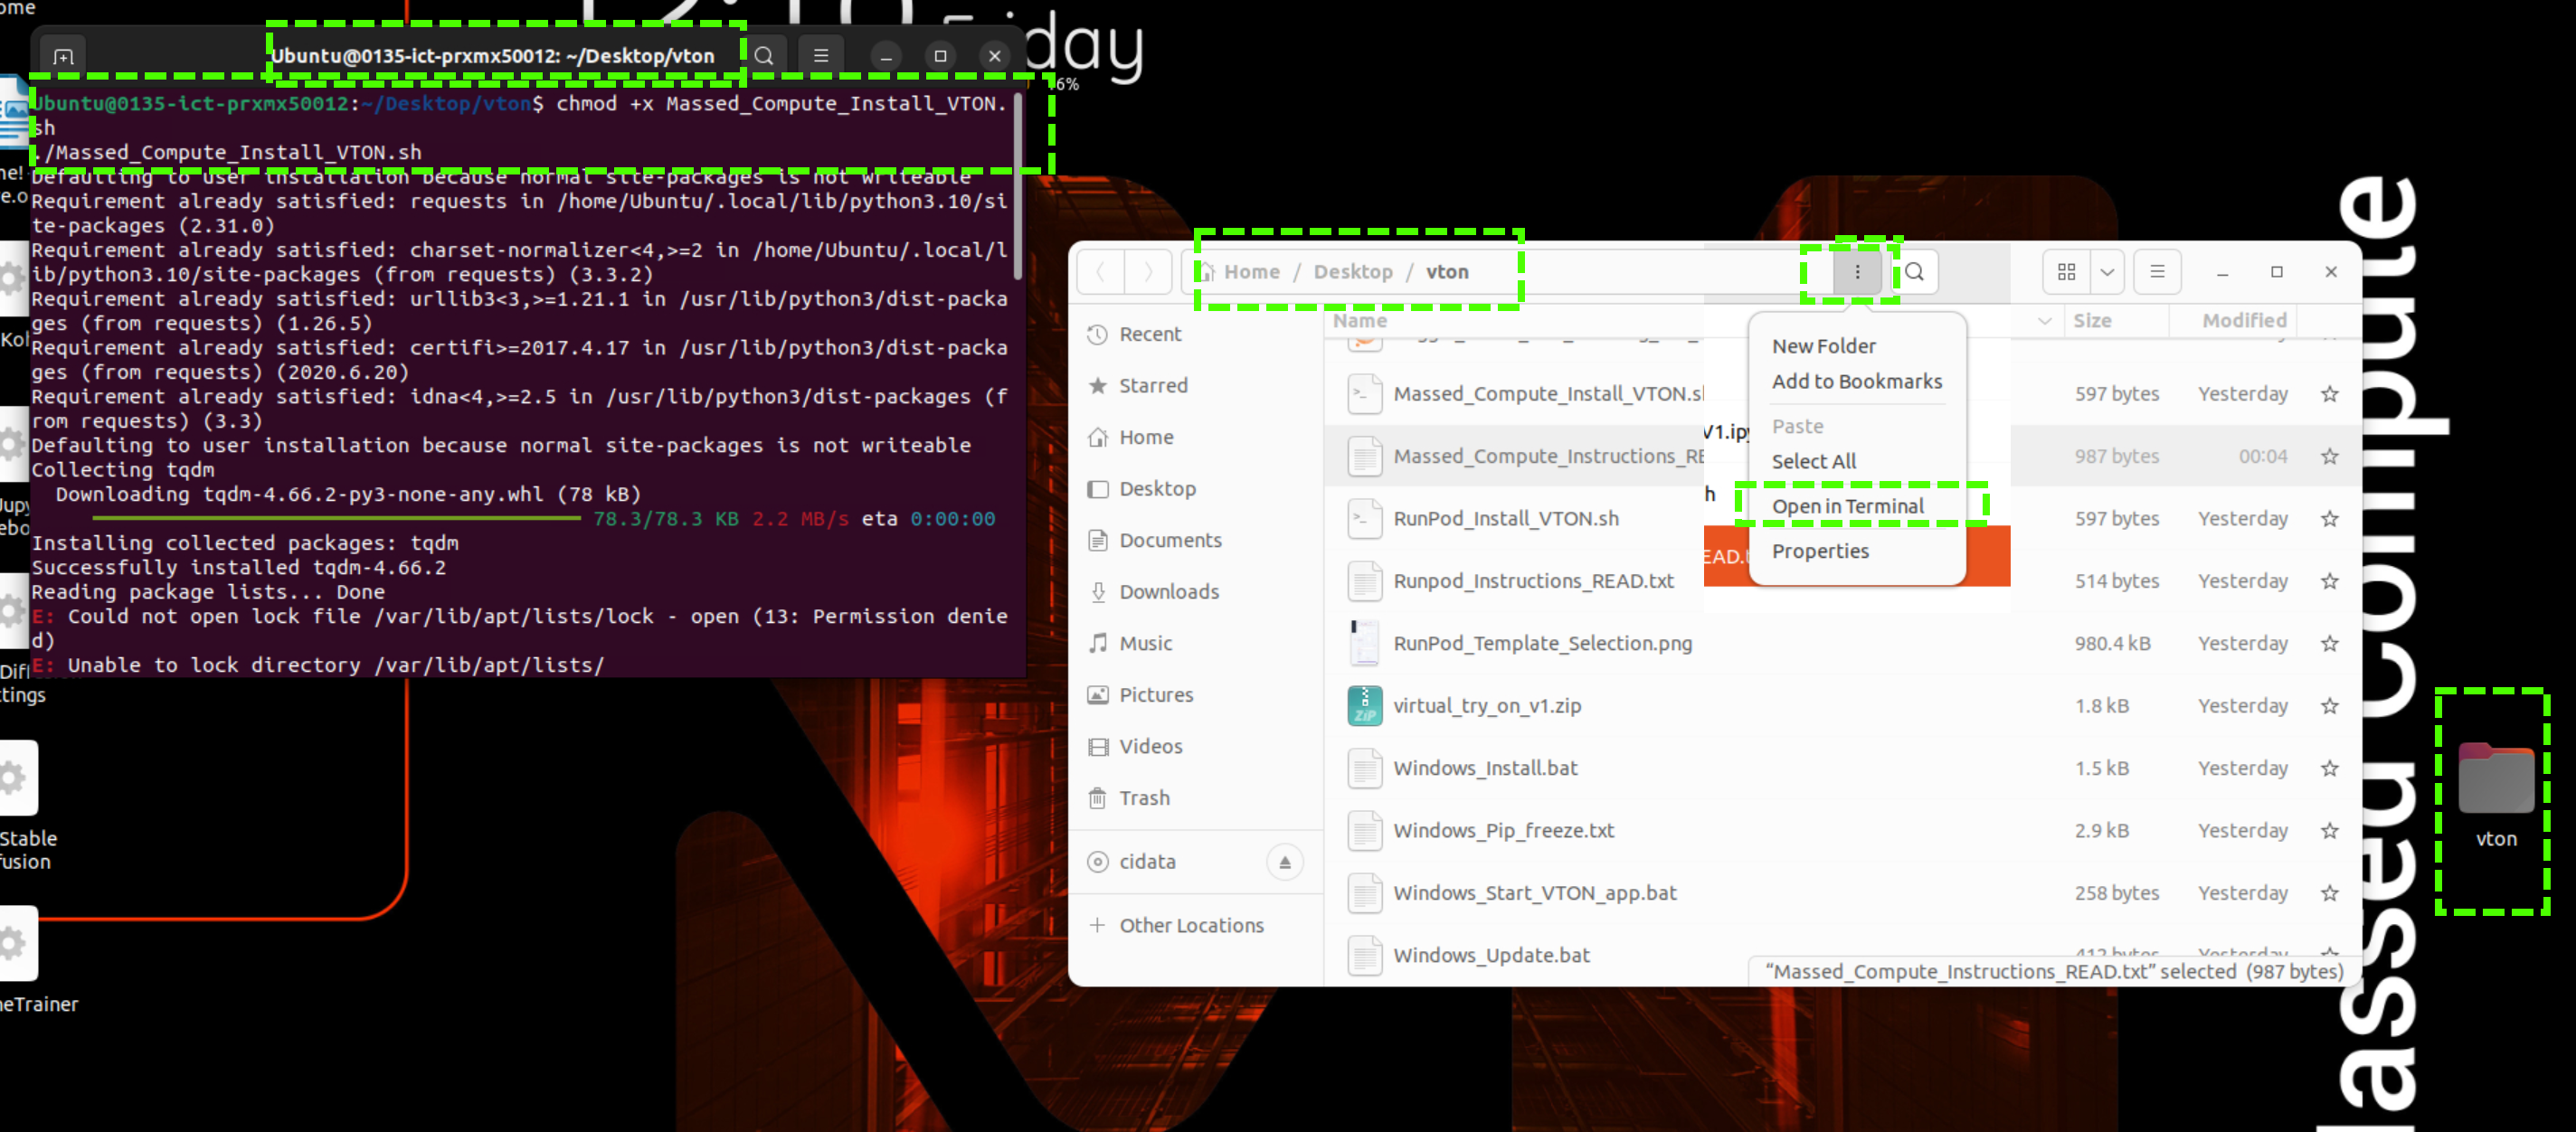 ome
day
6%
Ubuntu@0135-ict-prxmx50012: ~/Desktop/vton
Ubuntu@0135-ict-prxmx50012:~/Desktop/vton$ chmod +x Massed_Compute_Install_VTON.
sh
./Massed_Compute_Install_VTON.sh
Defaulting to user installation because normal site-packages is not writeable
Requirement already satisfied: requests in /home/Ubuntu/.local/lib/python3.10/si
te-packages (2.31.0)
Requirement already satisfied: charset-normalizer<4,>=2 in /home/Ubuntu/.local/l
ib/python3.10/site-packages (from requests) (3.3.2)
Requirement already satisfied: urllib3<3,>=1.21.1 in /usr/lib/python3/dist-packa
ges (from requests) (1.26.5)
Requirement already satisfied: certifi>=2017.4.17 in /usr/lib/python3/dist-packa
ges (from requests) (2020.6.20)
Requirement already satisfied: idna<4,>=2.5 in /usr/lib/python3/dist-packages (f
rom requests) (3.3)
Defaulting to user installation because normal site-packages is not writeable
Collecting tqdm
Downloading tqdm-4.66.2-py3-none-any.whl (78 kB)
78.3/78.3 KB 2.2 MB/s eta 0:00:00
Installing collected packages: tqdm
Successfully installed tqdm-4.66.2
Reading package lists... Done
E: Could not open lock file /var/lib/apt/lists/lock - open (13: Permission denie
d)
E: Unable to lock directory /var/lib/apt/lists/
ne!
re.o
Kol
Jupy
ebo
Diff
ttings
Stable
fusion
neTrainer
Home / Desktop / vton
Recent
Starred
Home
Desktop
Documents
Downloads
Music
Pictures
Videos
Trash
cidata
Other Locations
Name Size Modified
Massed_Compute_Install_VTON.sh 597 bytes Yesterday
Massed_Compute_Instructions_RE 987 bytes 00:04
RunPod_Install_VTON.sh 597 bytes Yesterday
Runpod_Instructions_READ.txt 514 bytes Yesterday
RunPod_Template_Selection.png 980.4 kB Yesterday
virtual_try_on_v1.zip 1.8 kB Yesterday
Windows_Install.bat 1.5 kB Yesterday
Windows_Pip_freeze.txt 2.9 kB Yesterday
Windows_Start_VTON_app.bat 258 bytes Yesterday
Windows_Update.bat 412 bytes Yesterday
V1.ipy
h
EAD.t
New Folder
Add to Bookmarks
Paste
Select All
Open in Terminal
Properties
“Massed_Compute_Instructions_READ.txt” selected (987 bytes)
vton
Massed Compute